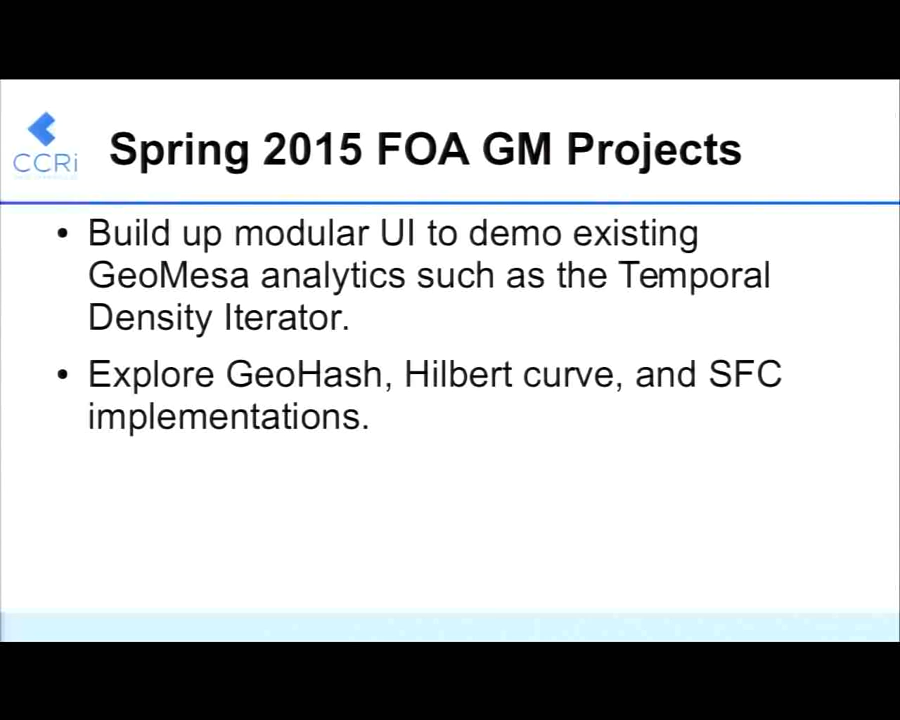 CCRi
Spring 2015 FOA GM Projects
• Build up modular UI to demo existing
GeoMesa analytics such as the Temporal
Density Iterator.
• Explore GeoHash, Hilbert curve, and SFC
implementations.